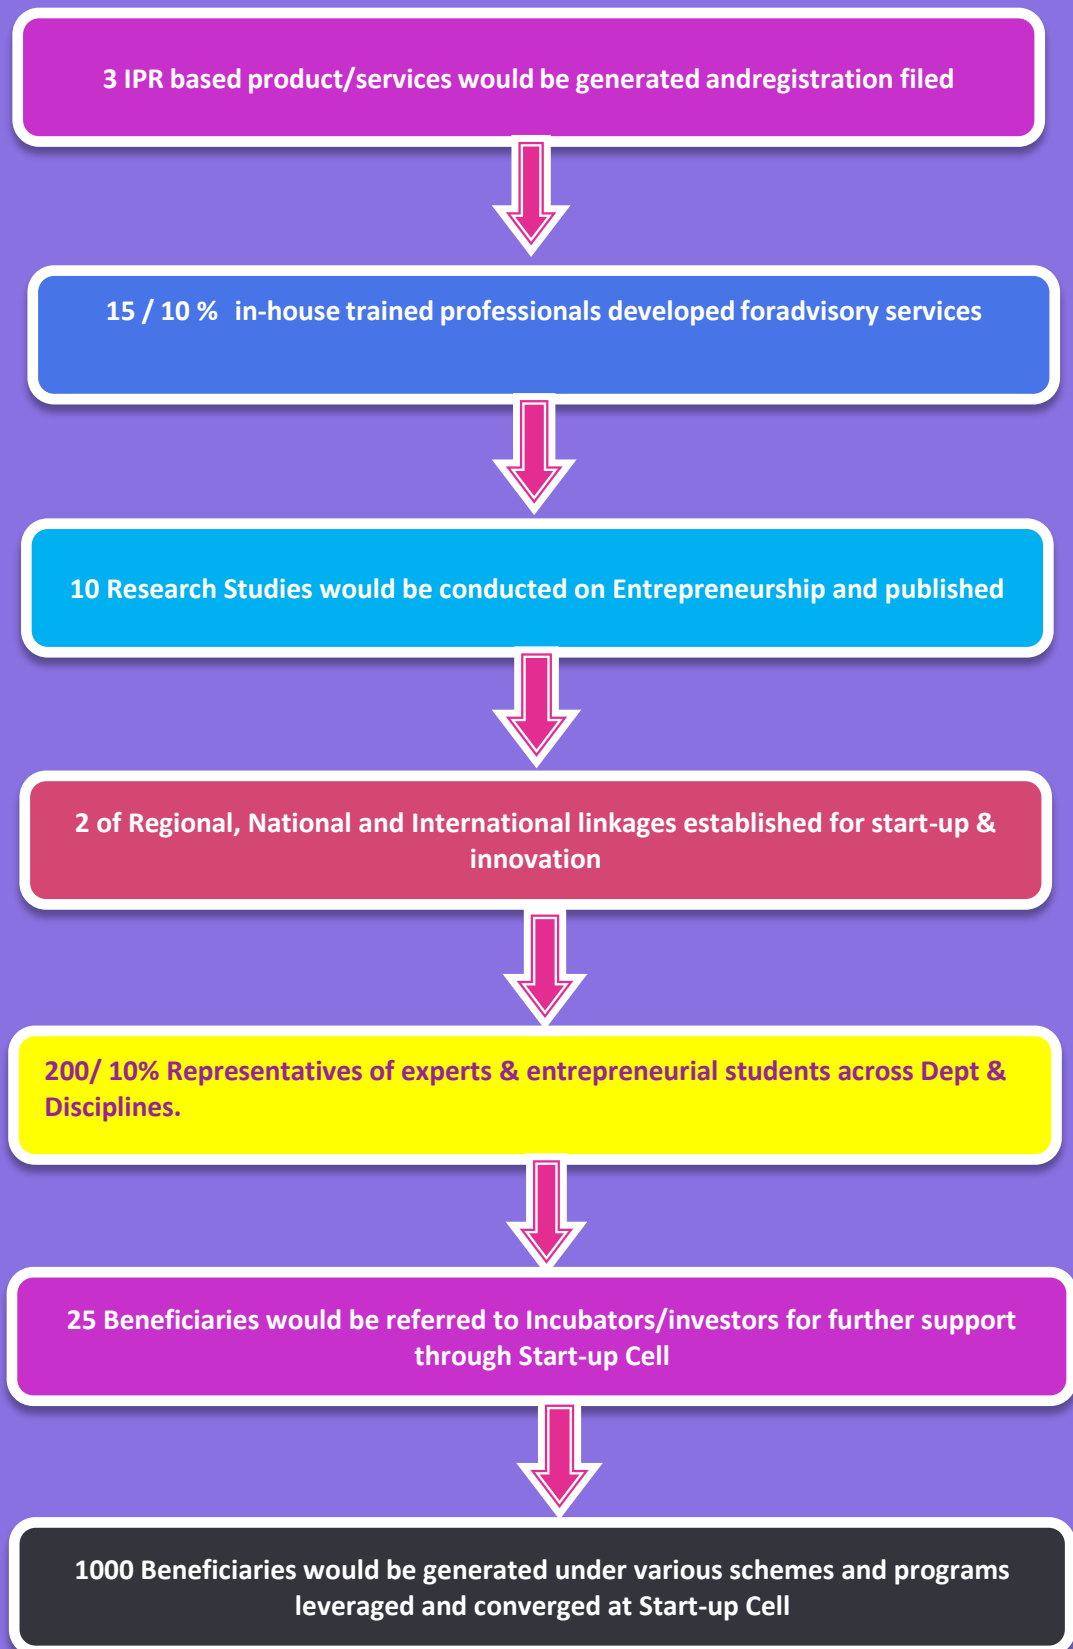 3 IPR based product/services would be generated andregistration filed
15 / 10 % in-house trained professionals developed foradvisory services
10 Research Studies would be conducted on Entrepreneurship and published
2 of Regional, National and International linkages established for start-up &
innovation
200/ 10% Representatives of experts & entrepreneurial students across Dept &
Disciplines.
25 Beneficiaries would be referred to Incubators/investors for further support
through Start-up Cell
1000 Beneficiaries would be generated under various schemes and programs
leveraged and converged at Start-up Cell